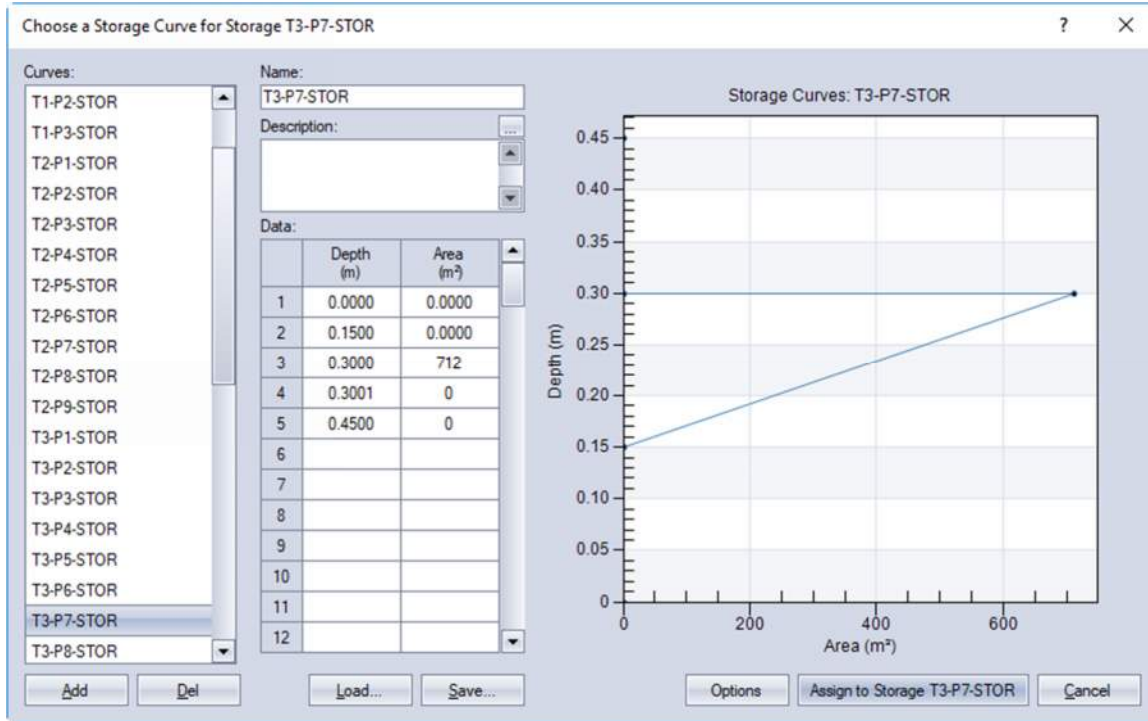 Choose a Storage Curve for Storage T3-P7-STOR
?
Curves:
T1-P2-STOR
T1-P3-STOR
T2-P1-STOR
T2-P2-STOR
T2-P3-STOR
T2-P4-STOR
T2-P5-STOR
T2-P6-STOR
T2-P7-STOR
T2-P8-STOR
T2-P9-STOR
T3-P1-STOR
T3-P2-STOR
T3-P3-STOR
T3-P4-STOR
T3-P5-STOR
T3-P6-STOR
T3-P7-STOR
T3-P8-STOR
Add Del
Name:
T3-P7-STOR
Description:
...
Data:
Depth (m) Area (m²)
1 0.0000 0.0000
2 0.1500 0.0000
3 0.3000 712
4 0.3001 0
5 0.4500 0
6
7
8
9
10
11
12
Load... Save...
Storage Curves: T3-P7-STOR
Depth (m)
0.45
0.40
0.35
0.30
0.25
0.20
0.15
0.10
0.05
0
0 200 400 600
Area (m²)
Options Assign to Storage T3-P7-STOR Cancel